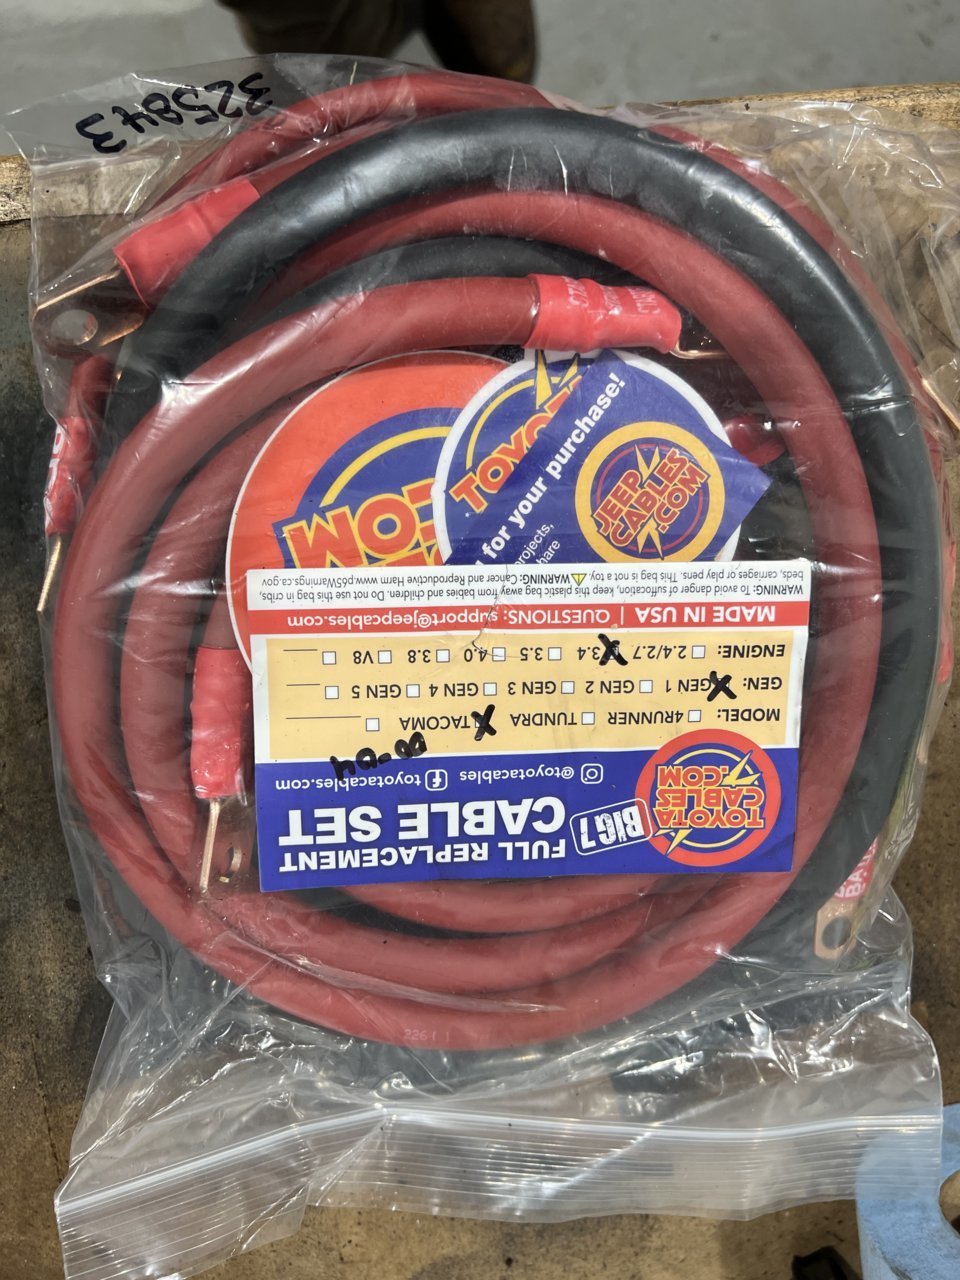 325843
TOYOTA
CABLES
.COM
FULL REPLACEMENT
BIG 7 CABLE SET
@toyotacables toyotacables
00-04
MODEL: 4RUNNER TUNDRA X TACOMA
GEN: X GEN 1 GEN 2 GEN 3 GEN 4 GEN 5
ENGINE: 2.4/2.7 X 3.4 3.5 4.0 3.8 V8
MADE IN USA | QUESTIONS: support@jeepcables.com
WARNING: To avoid danger of suffocation, keep this plastic bag away from babies and children. Do not use this bag in Cribs,
beds, carriages or play pens. This bag is not a toy. WARNING: Cancer and Reproductive Harm www.P65Warnings.ca.gov
for your purchase!
projects,
hare
JEEP
CABLES
.COM
TOYO
.COM